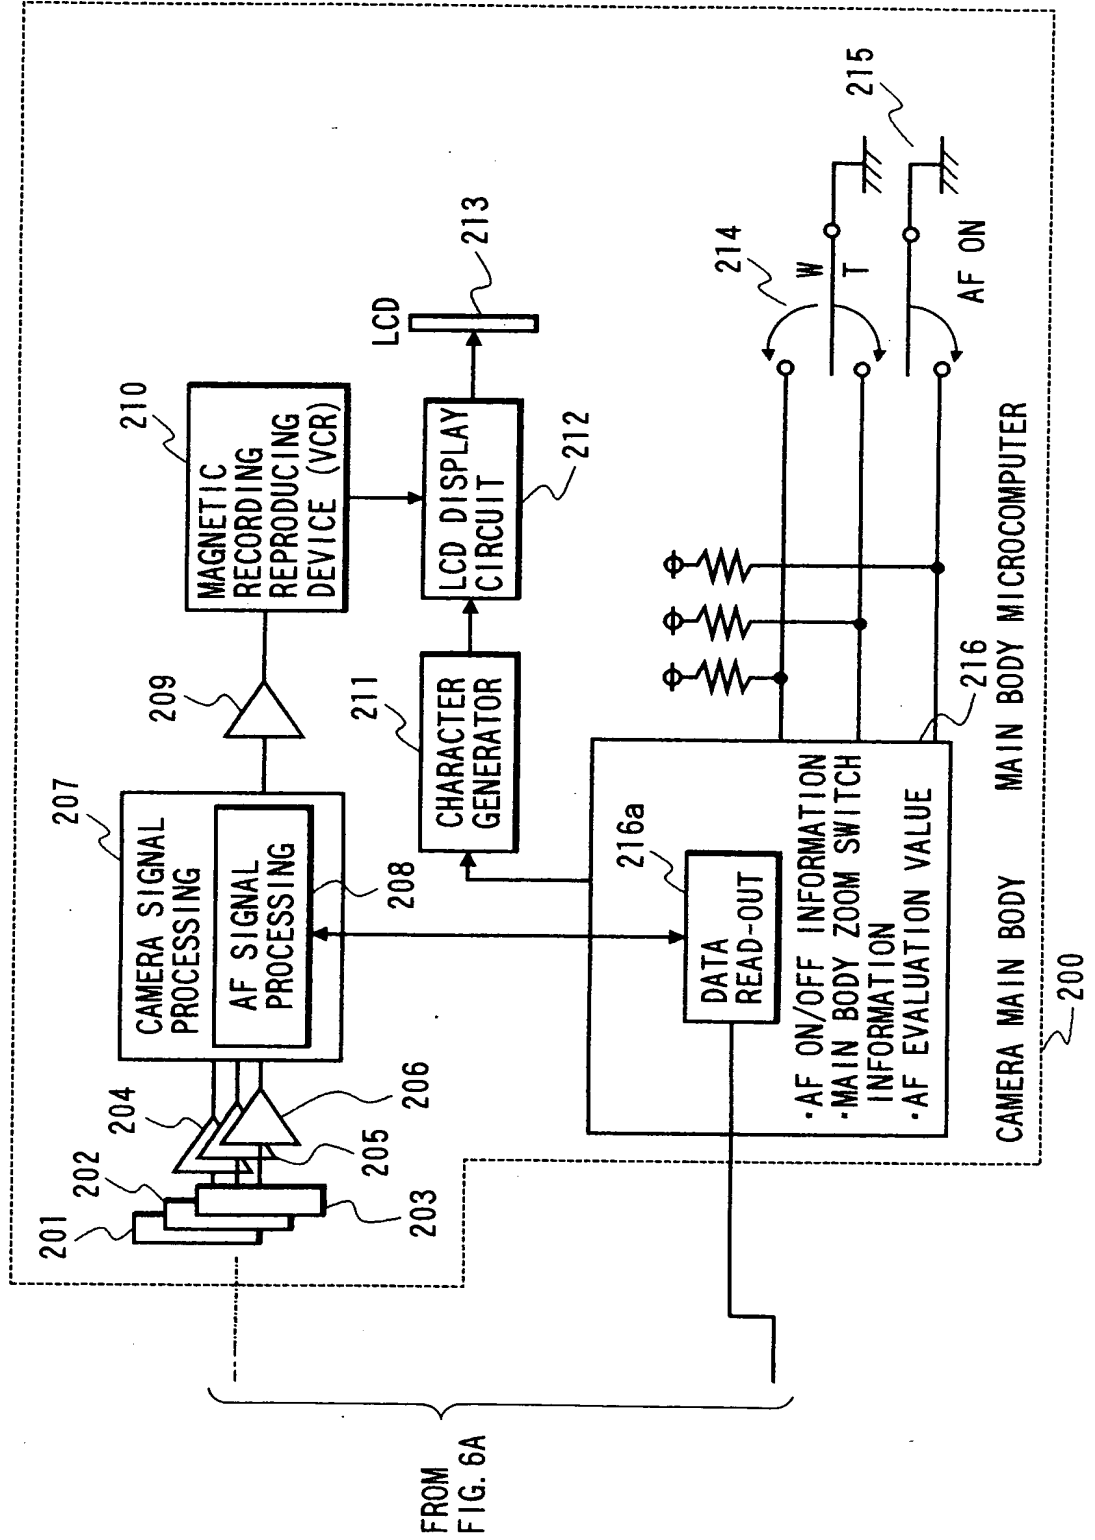 201
202
203
204
205
206
207
CAMERA SIGNAL
PROCESSING
AF SIGNAL
PROCESSING
208
209
210
MAGNETIC
RECORDING
REPRODUCING
DEVICE (VCR)
211
CHARACTER
GENERATOR
LCD DISPLAY
CIRCUIT
212
LCD
213
FROM
FIG. 6A
216a
DATA
READ-OUT
·AF ON/OFF INFORMATION
·MAIN BODY ZOOM SWITCH
INFORMATION
·AF EVALUATION VALUE
216
214
W
T
215
AF ON
CAMERA MAIN BODY
MAIN BODY MICROCOMPUTER
200